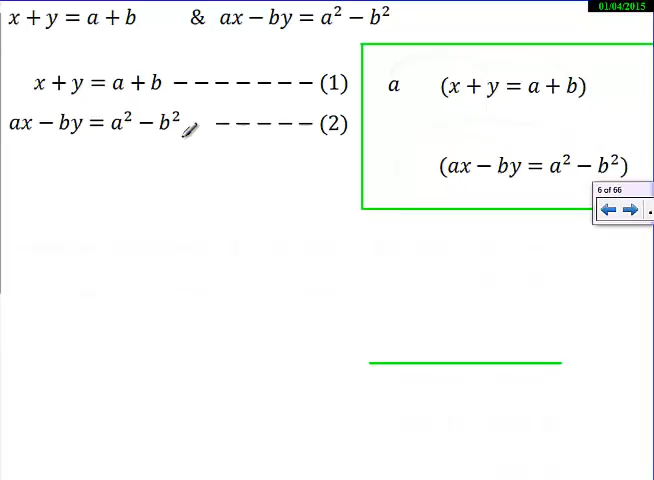 01/04/2015
x + y = a + b & ax − by = a² − b²
x + y = a + b − − − − − − − (1)
ax − by = a² − b² − − − − − (2)
a (x + y = a + b)
(ax − by = a² − b²)
6 of 66